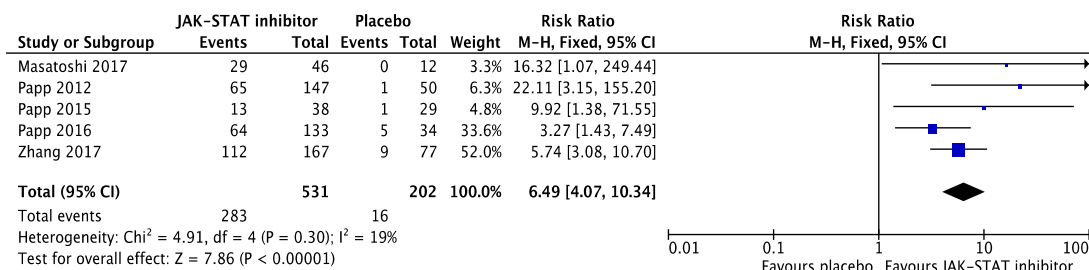 JAK-STAT inhibitor Placebo Risk Ratio Risk Ratio
Study or Subgroup Events Total Events Total Weight M-H, Fixed, 95% CI M-H, Fixed, 95% CI
Masatoshi 2017 29 46 0 12 3.3% 16.32 [1.07, 249.44]
Papp 2012 65 147 1 50 6.3% 22.11 [3.15, 155.20]
Papp 2015 13 38 1 29 4.8% 9.92 [1.38, 71.55]
Papp 2016 64 133 5 34 33.6% 3.27 [1.43, 7.49]
Zhang 2017 112 167 9 77 52.0% 5.74 [3.08, 10.70]
Total (95% CI) 531 202 100.0% 6.49 [4.07, 10.34]
Total events 283 16
Heterogeneity: Chi² = 4.91, df = 4 (P = 0.30); I² = 19%
Test for overall effect: Z = 7.86 (P < 0.00001)
0.01 0.1 1 10 100
Favours placebo Favours JAK-STAT inhibitor